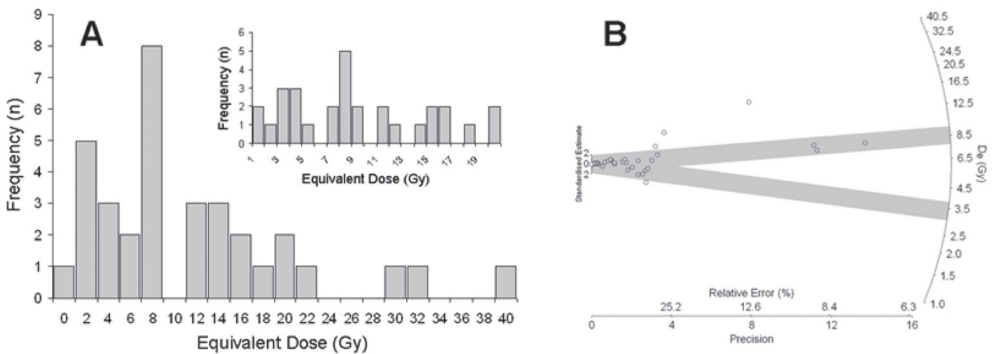 A
Frequency (n)
9
8
7
6
5
4
3
2
1
0
0 2 4 6 8 10 12 14 16 18 20 22 24 26 28 30 32 34 36 38 40
Equivalent Dose (Gy)
Frequency (n)
6
5
4
3
2
1
0
1 3 5 7 9 11 13 15 17 19
Equivalent Dose (Gy)
B
Standardised Estimate
40.5
32.5
24.5
20.5
16.5
12.5
8.5
6.5
4.5
3.5
2.5
2.0
1.5
1.0
De (Gy)
Relative Error (%)
25.2 12.6 8.4 6.3
0 4 8 12 16
Precision